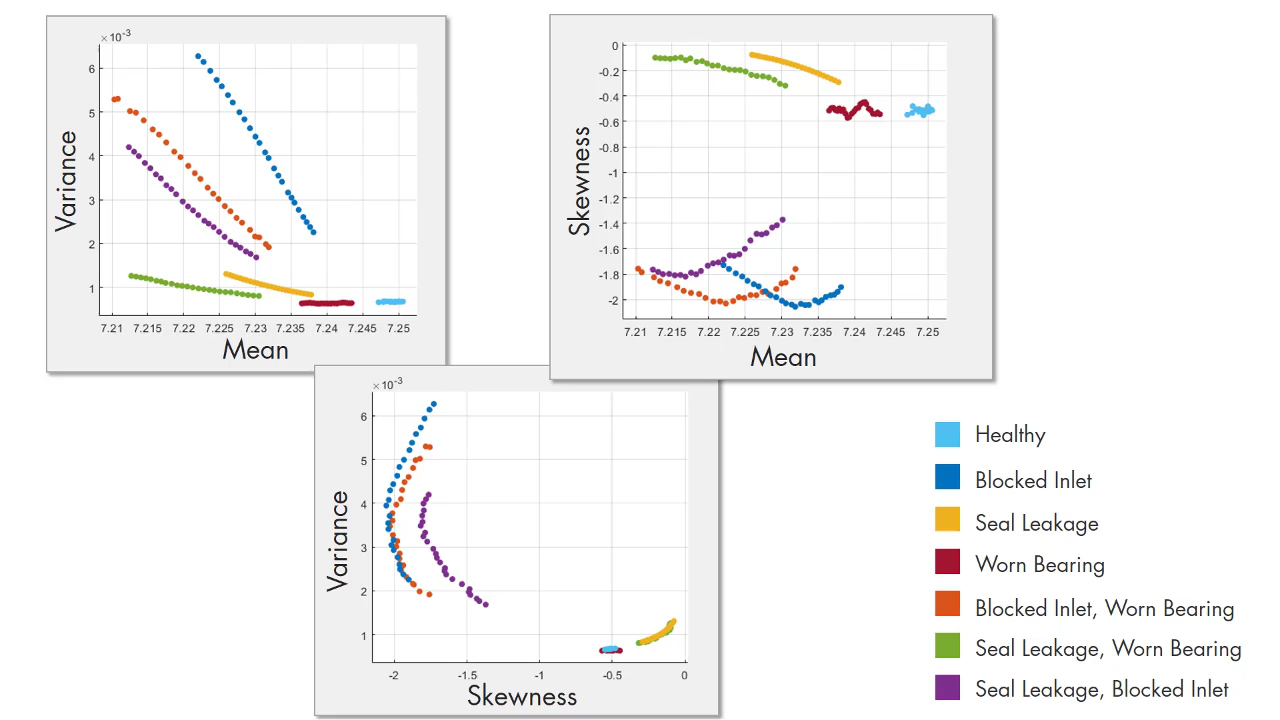 ×10⁻³
6
5
4
3
2
1
Variance
7.21 7.215 7.22 7.225 7.23 7.235 7.24 7.245 7.25
Mean
0
-0.2
-0.4
-0.6
-0.8
-1
-1.2
-1.4
-1.6
-1.8
-2
Skewness
7.21 7.215 7.22 7.225 7.23 7.235 7.24 7.245 7.25
Mean
×10⁻³
6
5
4
3
2
1
Variance
-2 -1.5 -1 -0.5 0
Skewness
Healthy
Blocked Inlet
Seal Leakage
Worn Bearing
Blocked Inlet, Worn Bearing
Seal Leakage, Worn Bearing
Seal Leakage, Blocked Inlet